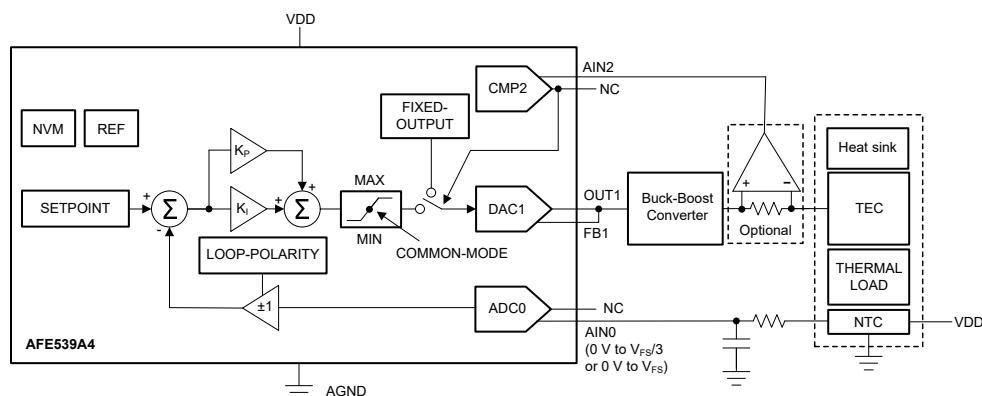 VDD
AIN2
CMP2
NC
FIXED-
OUTPUT
NVM
REF
Heat sink
KP
+
MAX
+
−
SETPOINT
+
Σ
-
KI
+
Σ
DAC1
OUT1
FB1
Buck-Boost
Converter
Optional
TEC
MIN
COMMON-MODE
LOOP-POLARITY
THERMAL
LOAD
±1
ADC0
NC
AIN0
(0 V to VFS/3
or 0 V to VFS)
NTC
VDD
AFE539A4
AGND